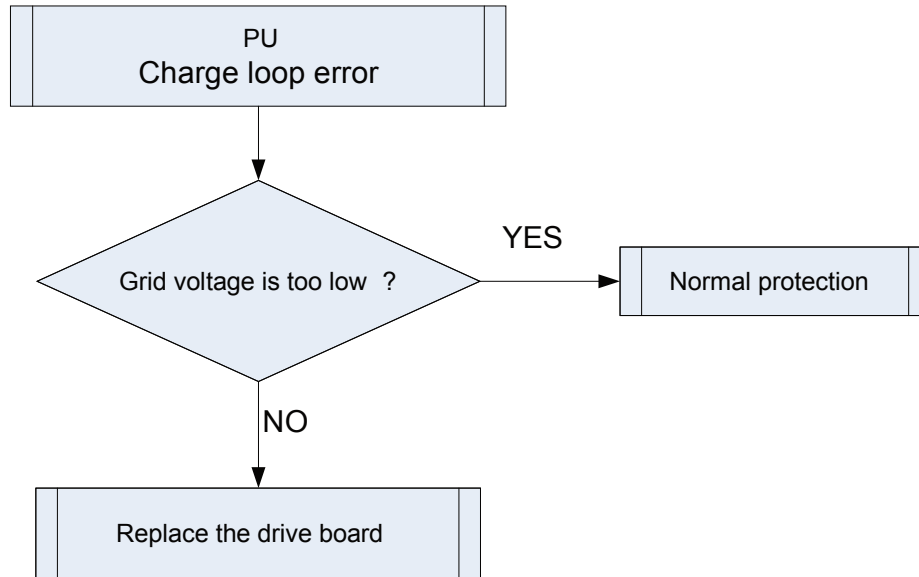 PU
Charge loop error
YES
Grid voltage is too low ?
Normal protection
NO
Replace the drive board